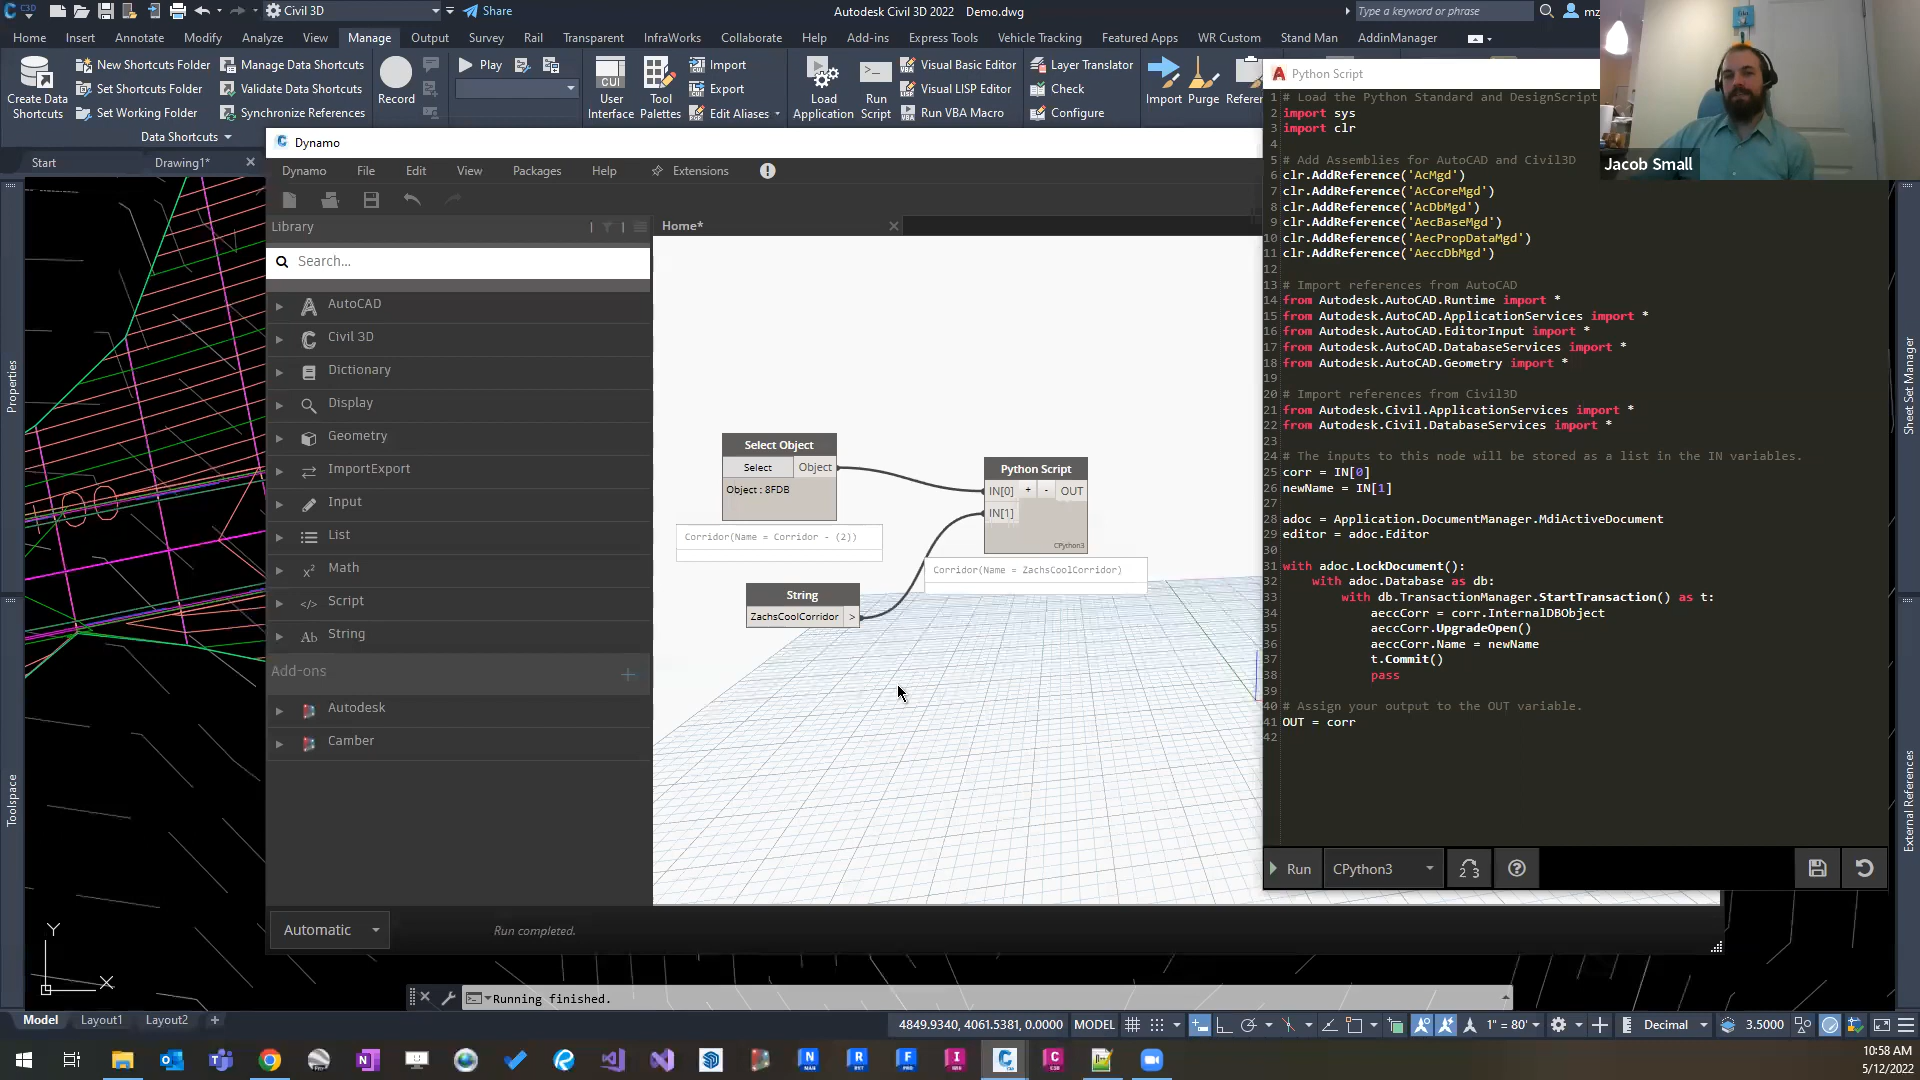 C3D
Civil 3D
Share
Autodesk Civil 3D 2022 Demo.dwg
Type a keyword or phrase
mz
Home Insert Annotate Modify Analyze View Manage Output Survey Rail Transparent InfraWorks Collaborate Help Add-ins Express Tools Vehicle Tracking Featured Apps WR Custom Stand Man AddinManager
Create Data
Shortcuts
New Shortcuts Folder
Set Shortcuts Folder
Set Working Folder
Manage Data Shortcuts
Validate Data Shortcuts
Synchronize References
Data Shortcuts
Record
Play
CUI
User
Interface
Tool
Palettes
Import
Export
Edit Aliases
Load
Application
Run
Script
Visual Basic Editor
Visual LISP Editor
Run VBA Macro
Layer Translator
Check
Configure
Import
Purge
Referen
Start
Drawing1*
Properties
Toolspace
Dynamo
Dynamo File Edit View Packages Help Extensions
Library
Search...
AutoCAD
Civil 3D
Dictionary
Display
Geometry
ImportExport
Input
List
Math
Script
String
Add-ons
Autodesk
Camber
Automatic
Run completed.
Home*
Select Object
Select Object
Object : 8FDB
Corridor(Name = Corridor - (2))
String
ZachsCoolCorridor >
Python Script
IN[0] + - OUT
IN[1]
CPython3
Corridor(Name = ZachsCoolCorridor)
Python Script
1 # Load the Python Standard and DesignScript
2 import sys
3 import clr
4
5 # Add Assemblies for AutoCAD and Civil3D
6 clr.AddReference('AcMgd')
7 clr.AddReference('AcCoreMgd')
8 clr.AddReference('AcDbMgd')
9 clr.AddReference('AecBaseMgd')
10 clr.AddReference('AecPropDataMgd')
11 clr.AddReference('AeccDbMgd')
12
13 # Import references from AutoCAD
14 from Autodesk.AutoCAD.Runtime import *
15 from Autodesk.AutoCAD.ApplicationServices import *
16 from Autodesk.AutoCAD.EditorInput import *
17 from Autodesk.AutoCAD.DatabaseServices import *
18 from Autodesk.AutoCAD.Geometry import *
19
20 # Import references from Civil3D
21 from Autodesk.Civil.ApplicationServices import *
22 from Autodesk.Civil.DatabaseServices import *
23
24 # The inputs to this node will be stored as a list in the IN variables.
25 corr = IN[0]
26 newName = IN[1]
27
28 adoc = Application.DocumentManager.MdiActiveDocument
29 editor = adoc.Editor
30
31 with adoc.LockDocument():
32 with adoc.Database as db:
33 with db.TransactionManager.StartTransaction() as t:
34 aeccCorr = corr.InternalDBObject
35 aeccCorr.UpgradeOpen()
36 aeccCorr.Name = newName
37 t.Commit()
38 pass
39
40 # Assign your output to the OUT variable.
41 OUT = corr
42
Run
CPython3
Jacob Small
Sheet Set Manager
External References
Y
X
Running finished.
Model Layout1 Layout2 +
4849.9340, 4061.5381, 0.0000 MODEL
1" = 80'
Decimal
3.5000
10:58 AM
5/12/2022